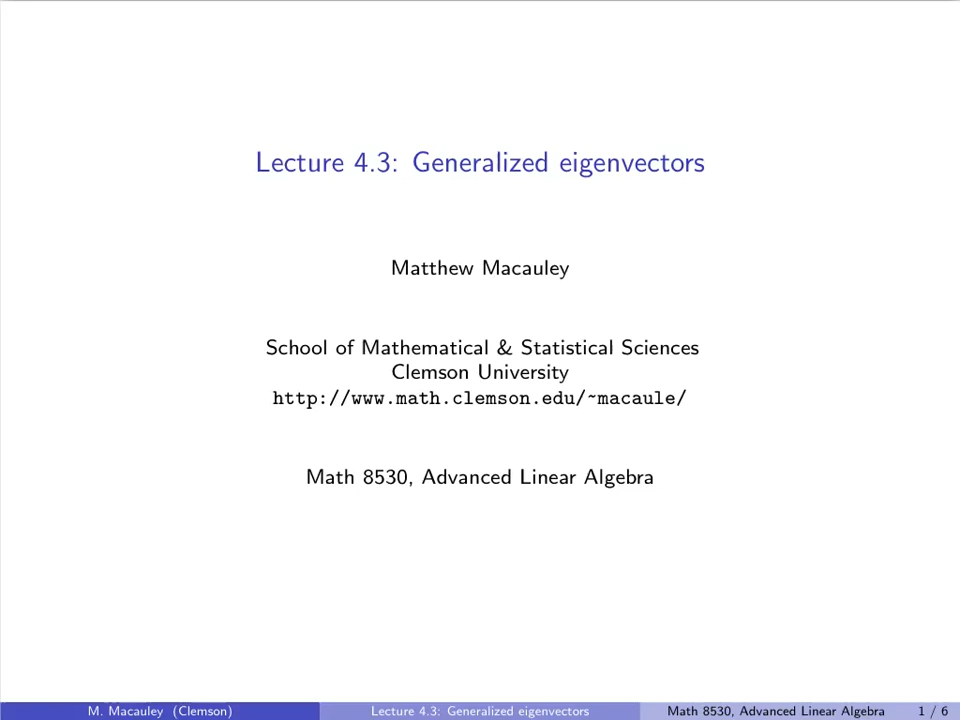 Lecture 4.3: Generalized eigenvectors
Matthew Macauley
School of Mathematical & Statistical Sciences
Clemson University
http://www.math.clemson.edu/~macaule/
Math 8530, Advanced Linear Algebra
M. Macauley (Clemson) Lecture 4.3: Generalized eigenvectors Math 8530, Advanced Linear Algebra 1 / 6